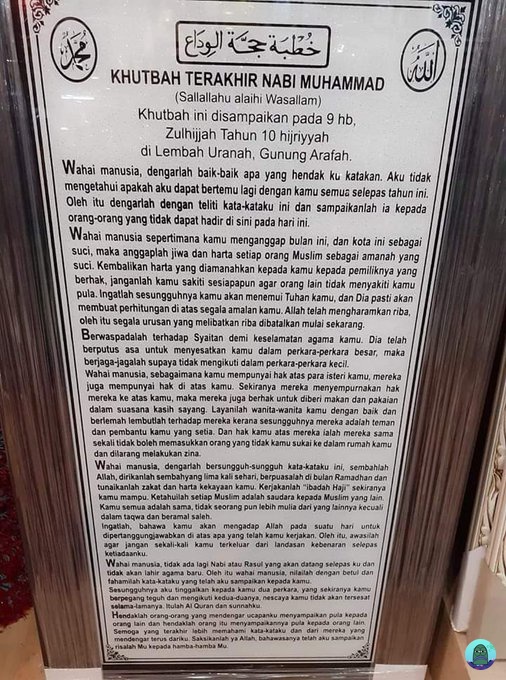 محمد
خطبة حجة الوداع
الله
KHUTBAH TERAKHIR NABI MUHAMMAD
(Sallallahu alaihi Wasallam)
Khutbah ini disampaikan pada 9 hb,
Zulhijjah Tahun 10 hijriyyah
di Lembah Uranah, Gunung Arafah.
Wahai manusia, dengarlah baik-baik apa yang hendak ku katakan. Aku tidak
mengetahui apakah aku dapat bertemu lagi dengan kamu semua selepas tahun ini.
Oleh itu dengarlah dengan teliti kata-kataku ini dan sampaikanlah ia kepada
orang-orang yang tidak dapat hadir di sini pada hari ini.
Wahai manusia sepertimana kamu menganggap bulan ini, dan kota ini sebagai
suci, maka anggaplah jiwa dan harta setiap orang Muslim sebagai amanah yang
suci. Kembalikan harta yang diamanahkan kepada kamu kepada pemiliknya yang
berhak, janganlah kamu sakiti sesiapapun agar orang lain tidak menyakiti kamu
pula. Ingatlah sesungguhnya kamu akan menemui Tuhan kamu, dan Dia pasti akan
membuat perhitungan di atas segala amalan kamu. Allah telah mengharamkan riba,
oleh itu segala urusan yang melibatkan riba dibatalkan mulai sekarang.
Berwaspadalah terhadap Syaitan demi keselamatan agama kamu. Dia telah
berputus asa untuk menyesatkan kamu dalam perkara-perkara besar, maka
berjaga-jagalah supaya tidak mengikuti dalam perkara-perkara kecil.
Wahai manusia, sebagaimana kamu mempunyai hak atas para isteri kamu, mereka
juga mempunyai hak di atas kamu. Sekiranya mereka menyempurnakan hak
mereka ke atas kamu, maka mereka juga berhak untuk diberi makan dan pakaian
dalam suasana kasih sayang. Layanilah wanita-wanita kamu dengan baik dan
berlemah lembutlah terhadap mereka kerana sesungguhnya mereka adalah teman
dan pembantu kamu yang setia. Dan hak kamu atas mereka ialah mereka sama
sekali tidak boleh memasukkan orang yang tidak kamu sukai ke dalam rumah kamu
dan dilarang melakukan zina.
Wahai manusia, dengarlah bersungguh-sungguh kata-kataku ini, sembahlah
Allah, dirikanlah sembahyang lima kali sehari, berpuasalah di bulan Ramadhan dan
tunaikanlah zakat dan harta kekayaan kamu. Kerjakanlah "ibadah Haji" sekiranya
kamu mampu. Ketahuilah setiap Muslim adalah saudara kepada Muslim yang lain.
Kamu semua adalah sama, tidak seorang pun lebih mulia dari yang lainnya kecuali
dalam taqwa dan beramal saleh.
Ingatlah, bahawa kamu akan mengadap Allah pada suatu hari untuk
dipertanggungjawabkan di atas apa yang telah kamu kerjakan. Oleh itu, awasilah
agar jangan sekali-kali kamu terkeluar dari landasan kebenaran selepas
ketiadaanku.
Wahai manusia, tidak ada lagi Nabi atau Rasul yang akan datang selepas ku dan
tidak akan lahir agama baru. Oleh itu wahai manusia, nilailah dengan betul dan
fahamilah kata-kataku yang telah aku sampaikan kepada kamu.
Sesungguhnya aku tinggalkan kepada kamu dua perkara, yang sekiranya kamu
berpegang teguh dan mengikuti kedua-duanya, nescaya kamu tidak akan tersesat
selama-lamanya. Itulah Al Quran dan sunnahku.
Hendaklah orang-orang yang mendengar ucapanku menyampaikan pula kepada
orang lain dan hendaklah orang itu menyampaikannya pula kepada orang lain.
Semoga yang terakhir lebih memahami kata-kataku dan dari mereka yang
mendengar terus dariku. Saksikanlah ya Allah, bahawasanya telah aku sampaikan
risalah Mu kepada hamba-hamba Mu.